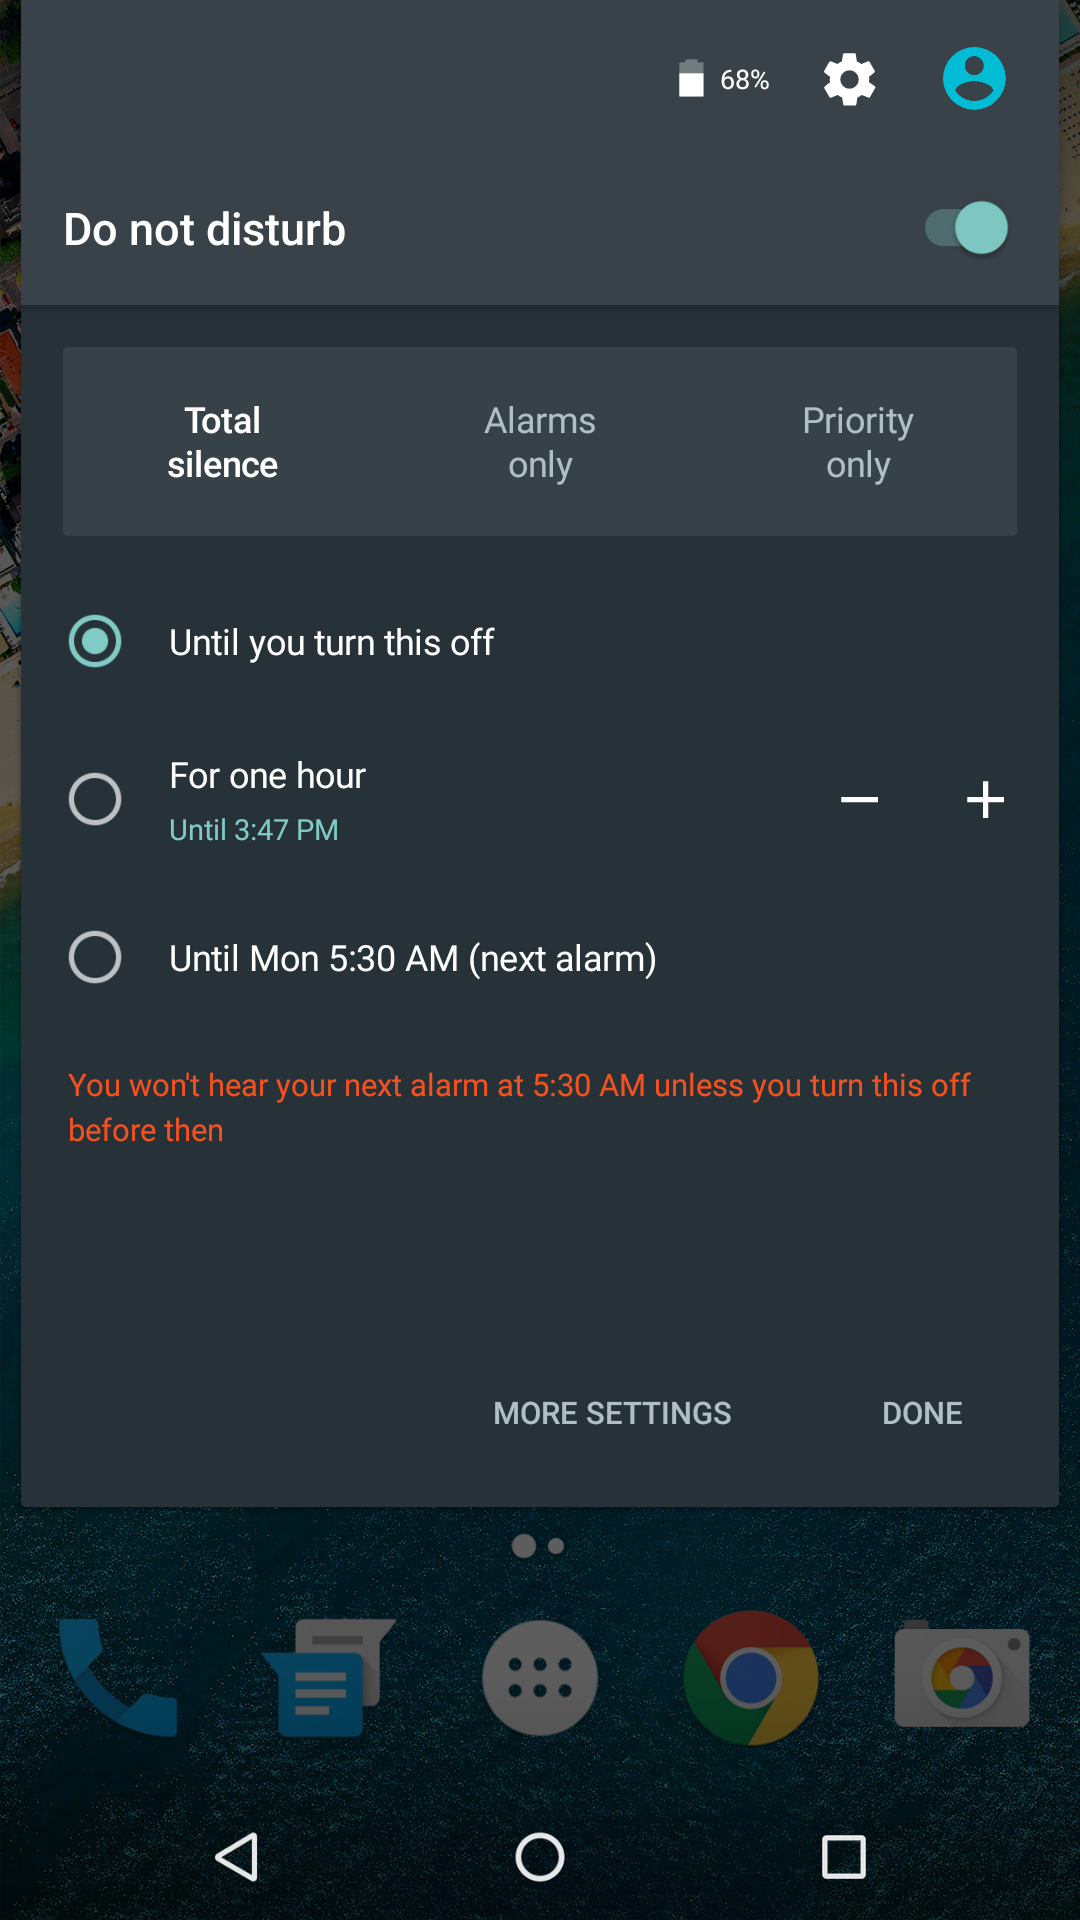 68%
Do not disturb
Total
silence
Alarms
only
Priority
only
Until you turn this off
For one hour
Until 3:47 PM
Until Mon 5:30 AM (next alarm)
You won't hear your next alarm at 5:30 AM unless you turn this off
before then
MORE SETTINGS
DONE